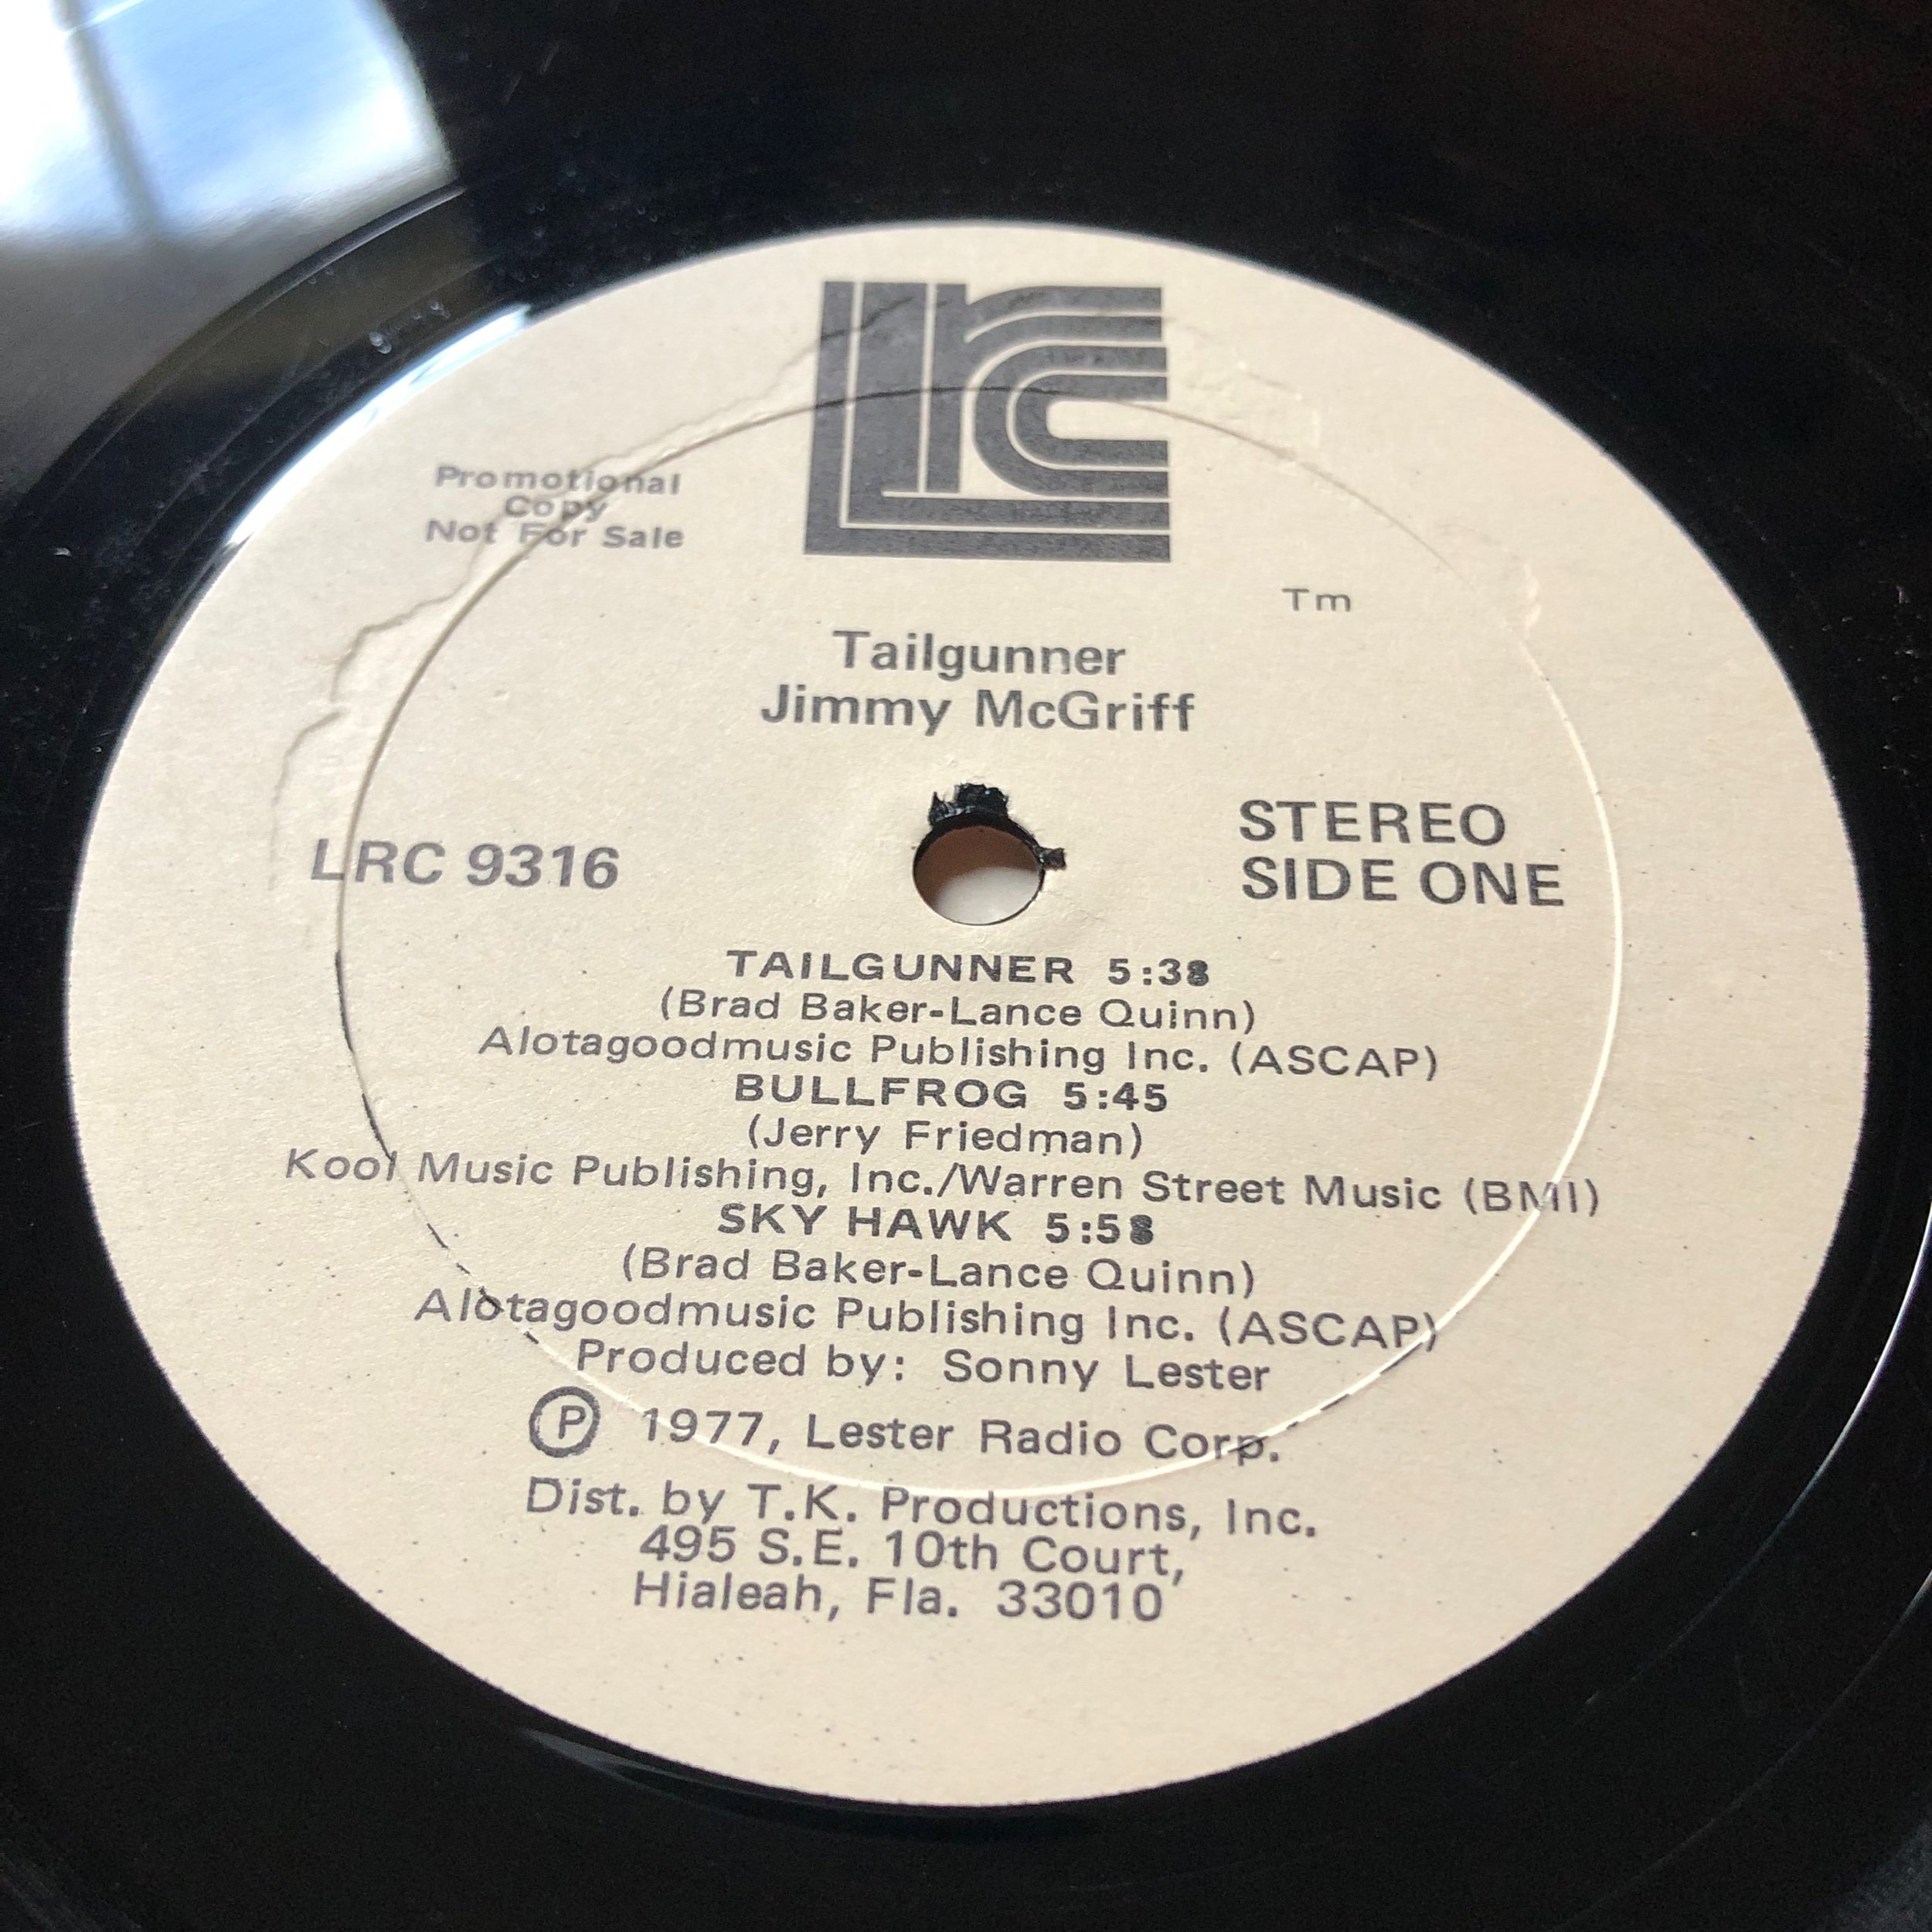 LRC
Promotional
Copy
Not For Sale
Tm
Tailgunner
Jimmy McGriff
LRC 9316
STEREO
SIDE ONE
TAILGUNNER 5:38
(Brad Baker-Lance Quinn)
Alotagoodmusic Publishing Inc. (ASCAP)
BULLFROG 5:45
(Jerry Friedman)
Kool Music Publishing, Inc./Warren Street Music (BMI)
SKY HAWK 5:58
(Brad Baker-Lance Quinn)
Alotagoodmusic Publishing Inc. (ASCAP)
Produced by: Sonny Lester
Ⓟ 1977, Lester Radio Corp.
Dist. by T.K. Productions, Inc.
495 S.E. 10th Court,
Hialeah, Fla. 33010